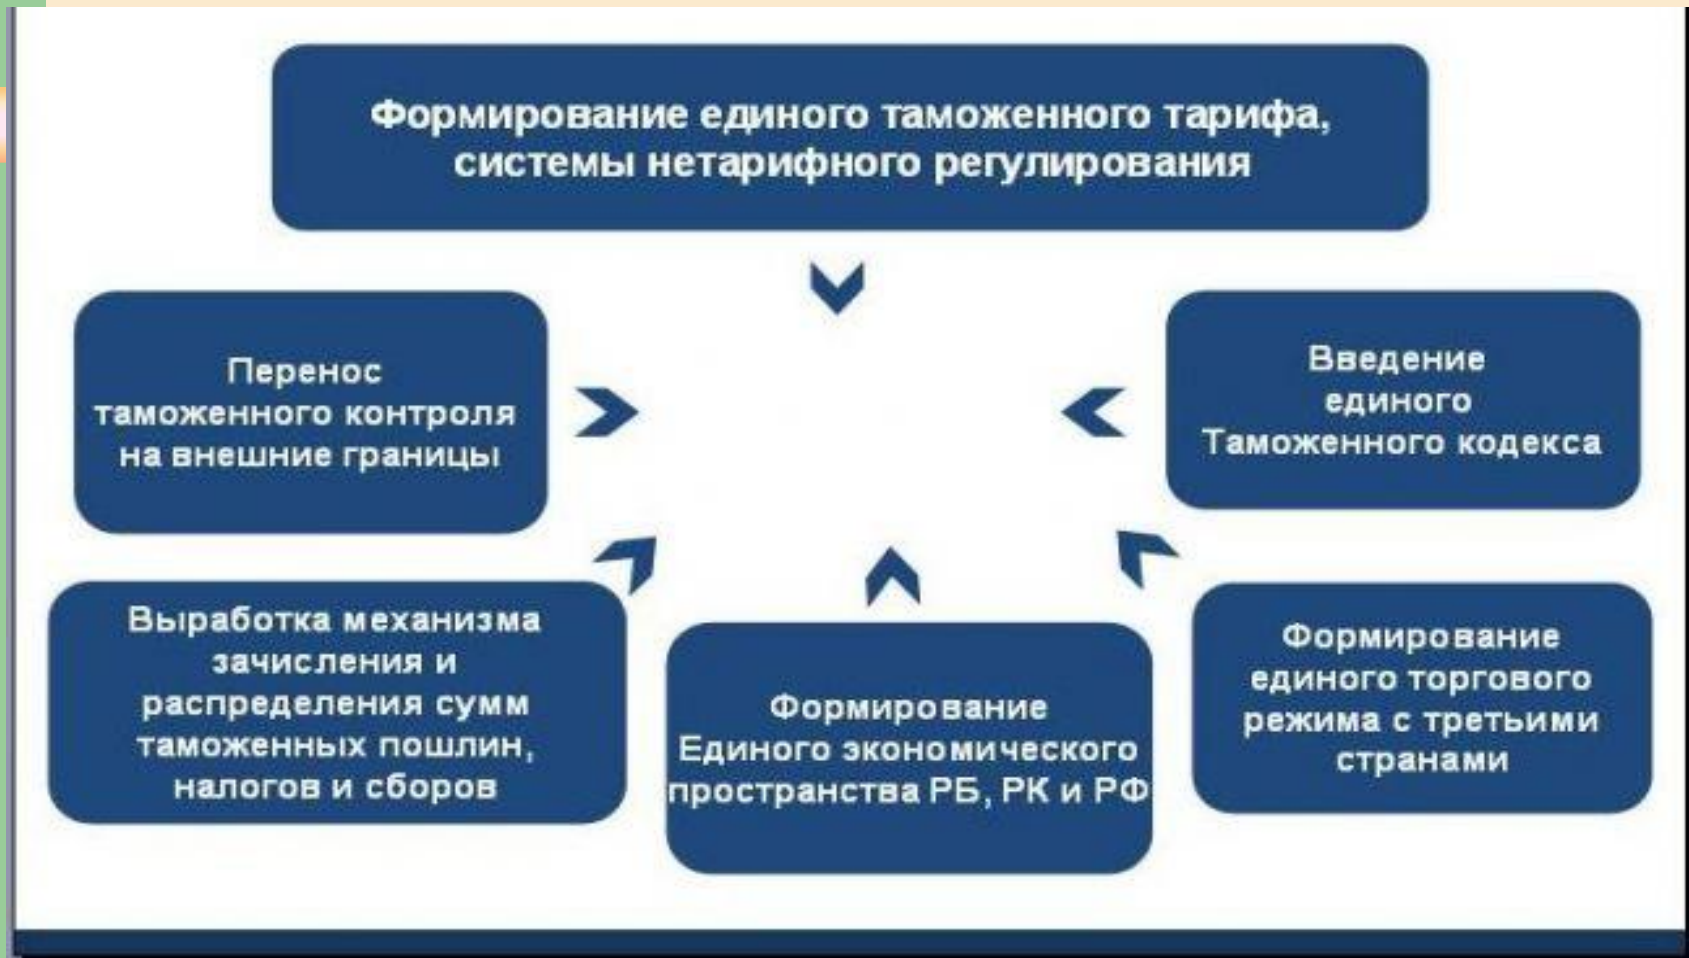 Формирование единого таможенного тарифа,
системы нетарифного регулирования
Перенос
таможенного контроля
на внешние границы
Введение
единого
Таможенного кодекса
Выработка механизма
зачисления и
распределения сумм
таможенных пошлин,
налогов и сборов
Формирование
Единого экономического
пространства РБ, РК и РФ
Формирование
единого торгового
режима с третьими
странами